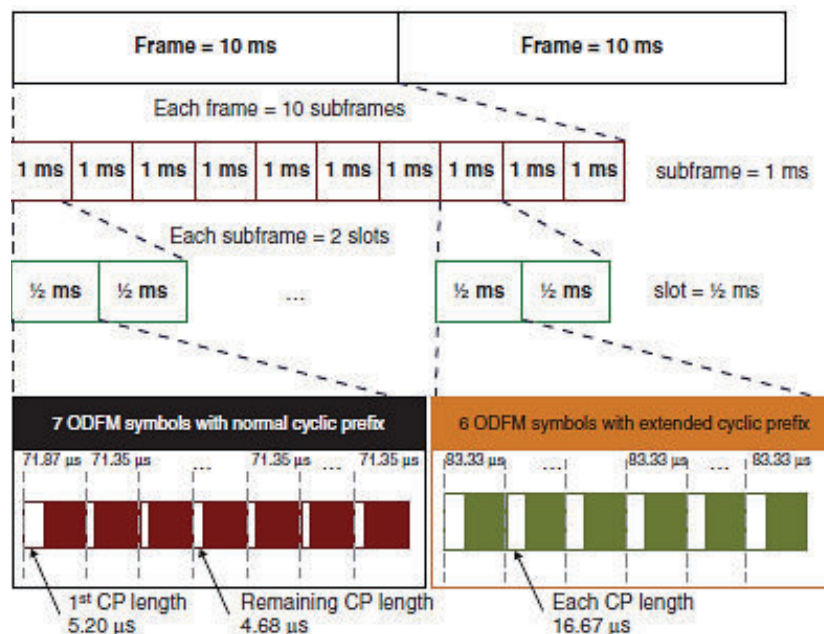 Frame = 10 ms Frame = 10 ms
Each frame = 10 subframes
1 ms 1 ms 1 ms 1 ms 1 ms 1 ms 1 ms 1 ms 1 ms 1 ms subframe = 1 ms
Each subframe = 2 slots
½ ms ½ ms ... ½ ms ½ ms slot = ½ ms
7 ODFM symbols with normal cyclic prefix
71.87 µs 71.35 µs ... 71.35 µs ... 71.35 µs
1st CP length
5.20 µs
Remaining CP length
4.68 µs
6 ODFM symbols with extended cyclic prefix
83.33 µs ... 83.33 µs ... 83.33 µs
Each CP length
16.67 µs